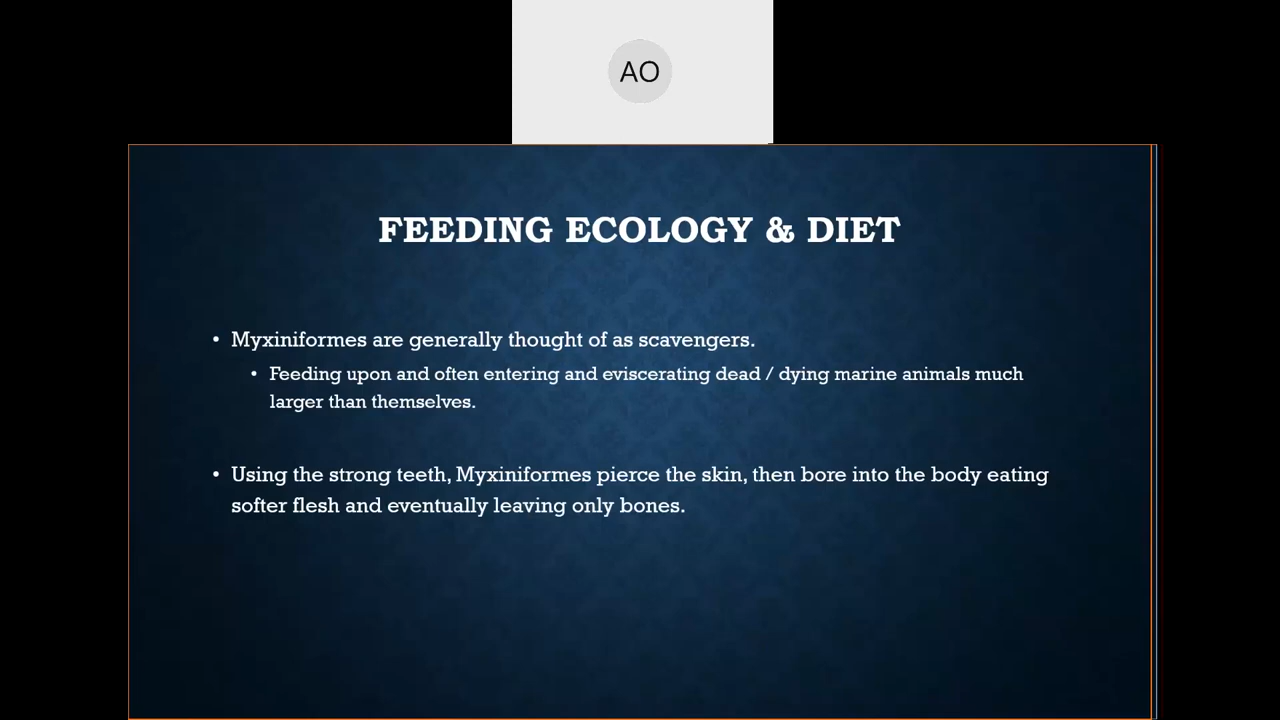 AO
FEEDING ECOLOGY & DIET
• Myxiniformes are generally thought of as scavengers.
• Feeding upon and often entering and eviscerating dead / dying marine animals much
larger than themselves.
• Using the strong teeth, Myxiniformes pierce the skin, then bore into the body eating
softer flesh and eventually leaving only bones.